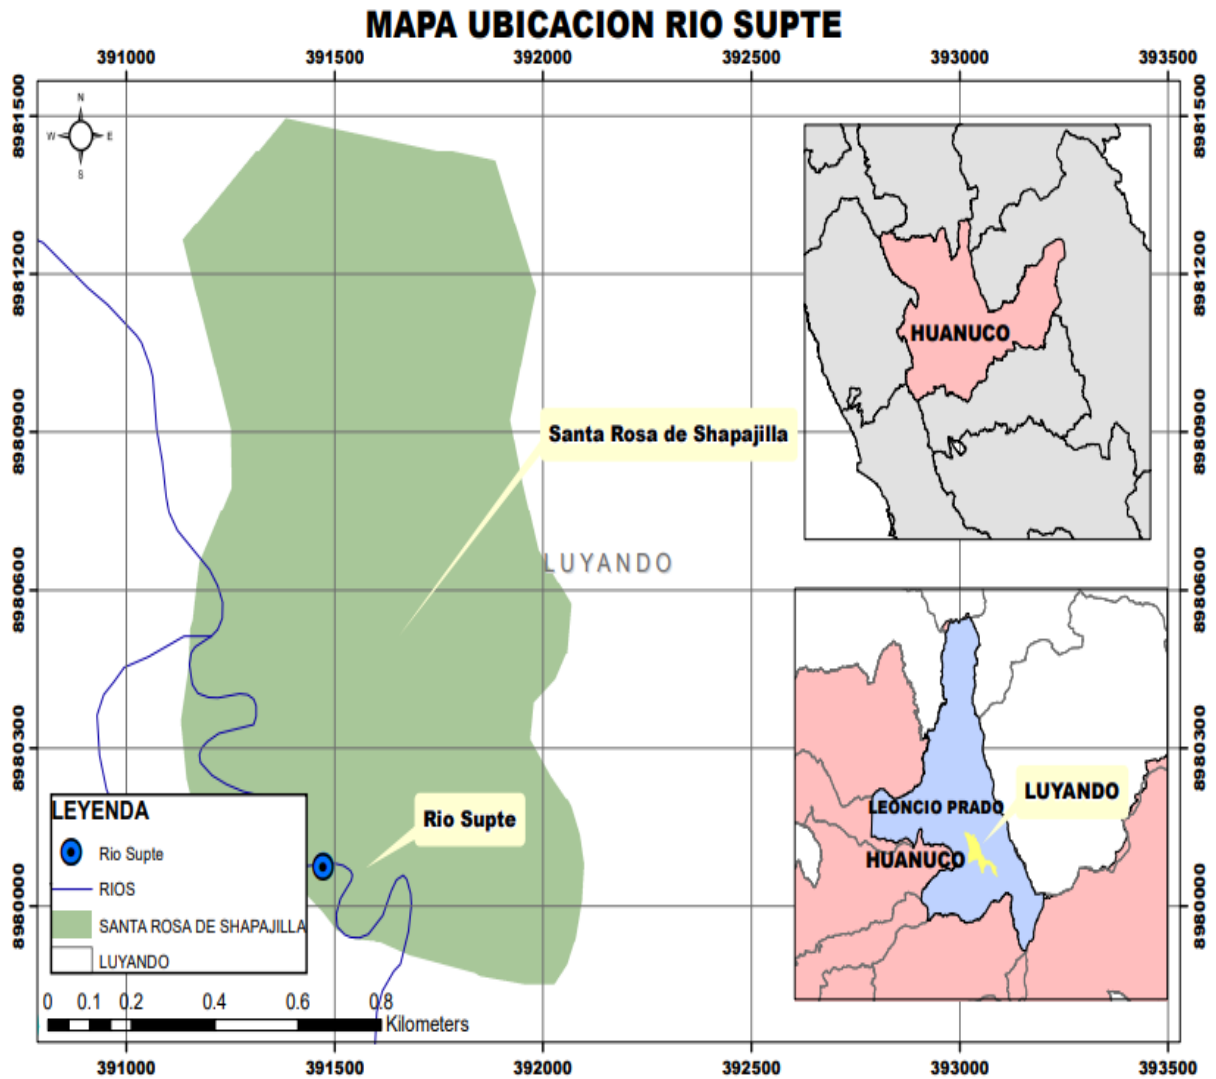 MAPA UBICACION RIO SUPTE
391000 391500 392000 392500 393000 393500
8981500 8981500
N
W E
S
8981200 8981200
HUANUCO
8980900 8980900
Santa Rosa de Shapajilla
LUYANDO
8980600 8980600
8980300 8980300
LUYANDO
LEONCIO PRADO
HUANUCO
Rio Supte
LEYENDA
Rio Supte
RIOS
SANTA ROSA DE SHAPAJILLA
LUYANDO
8980000 8980000
0 0.1 0.2 0.4 0.6 0.8
Kilometers
391000 391500 392000 392500 393000 393500